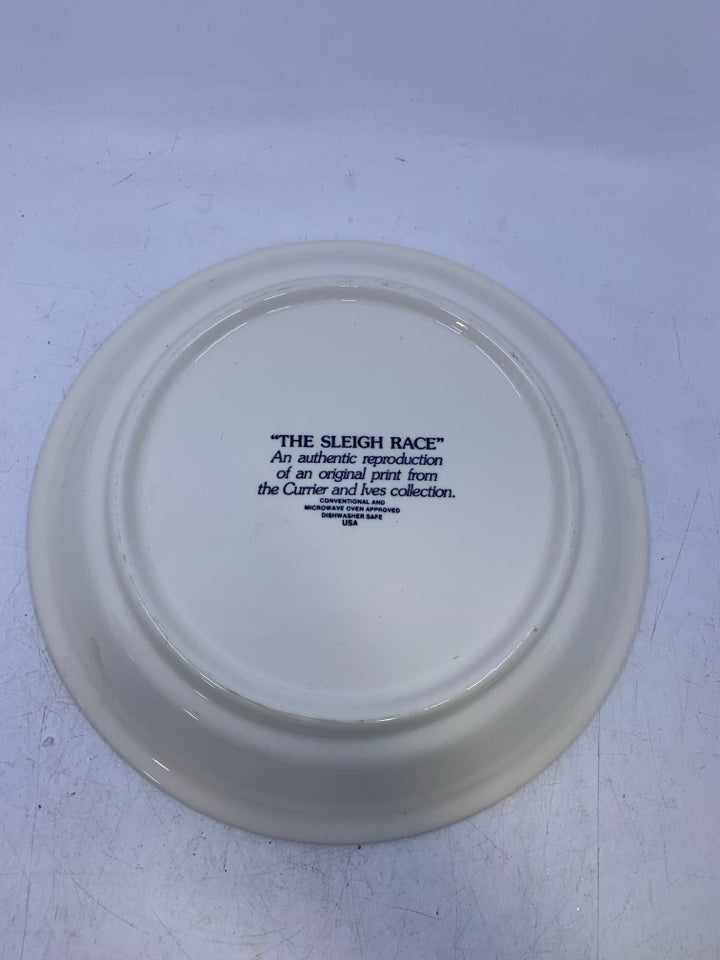 “THE SLEIGH RACE”
An authentic reproduction
of an original print from
the Currier and Ives collection.
CONVENTIONAL AND
MICROWAVE OVEN APPROVED
DISHWASHER SAFE
USA